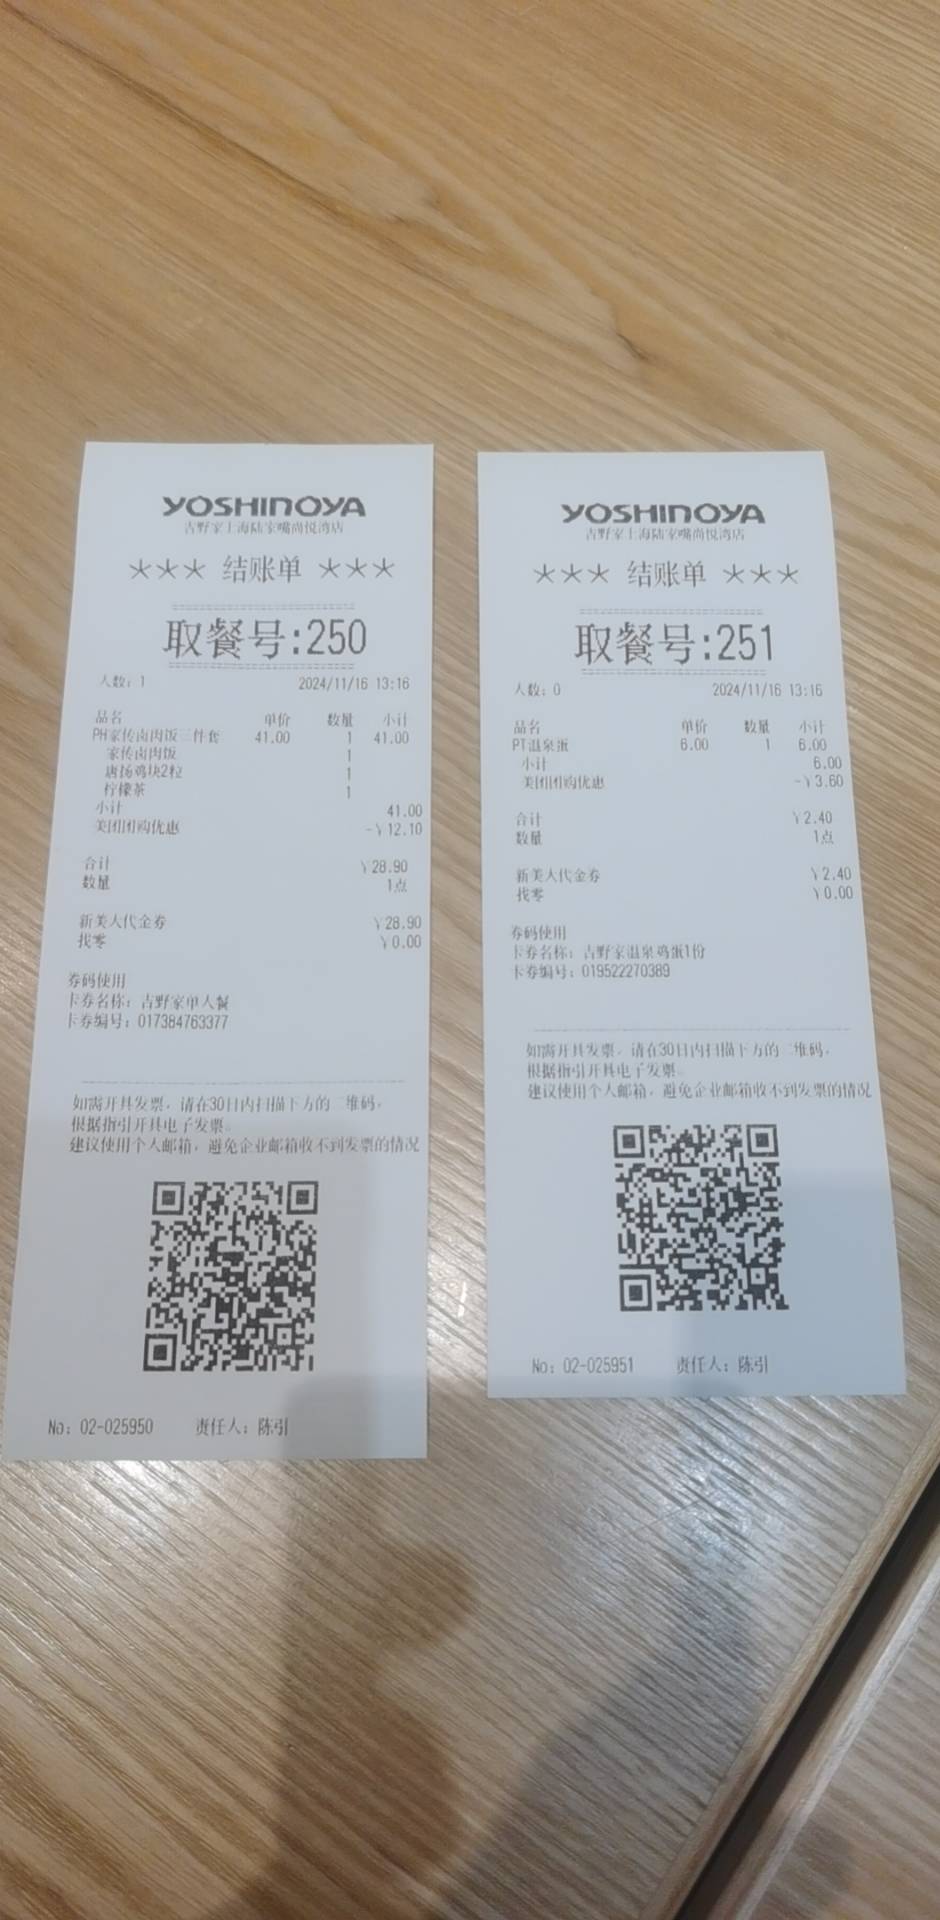 YOSHINOYA
吉野家上海陆家嘴尚悦湾店
*** 结账单 ***
取餐号:250
人数: 1 2024/11/16 13:16
品名 单价 数量 小计
PH家传卤肉饭三件套 41.00 1 41.00
家传卤肉饭 1
唐扬鸡块2粒 1
柠檬茶 1
小计 41.00
美团团购优惠 -¥12.10
合计 ¥28.90
数量 1点
新美大代金券 ¥28.90
找零 ¥0.00
券码使用
卡券名称: 吉野家单人餐
卡券编号: 017384763377
如需开具发票, 请在30日内扫描下方的二维码,
根据指引开具电子发票。
建议使用个人邮箱, 避免企业邮箱收不到发票的情况
No: 02-025950 责任人: 陈引
YOSHINOYA
吉野家上海陆家嘴尚悦湾店
*** 结账单 ***
取餐号:251
人数: 0 2024/11/16 13:16
品名 单价 数量 小计
PT温泉蛋 6.00 1 6.00
小计 6.00
美团团购优惠 -¥3.60
合计 ¥2.40
数量 1点
新美大代金券 ¥2.40
找零 ¥0.00
券码使用
卡券名称: 吉野家温泉鸡蛋1份
卡券编号: 019522270389
如需开具发票, 请在30日内扫描下方的二维码,
根据指引开具电子发票。
建议使用个人邮箱, 避免企业邮箱收不到发票的情况
No: 02-025951 责任人: 陈引